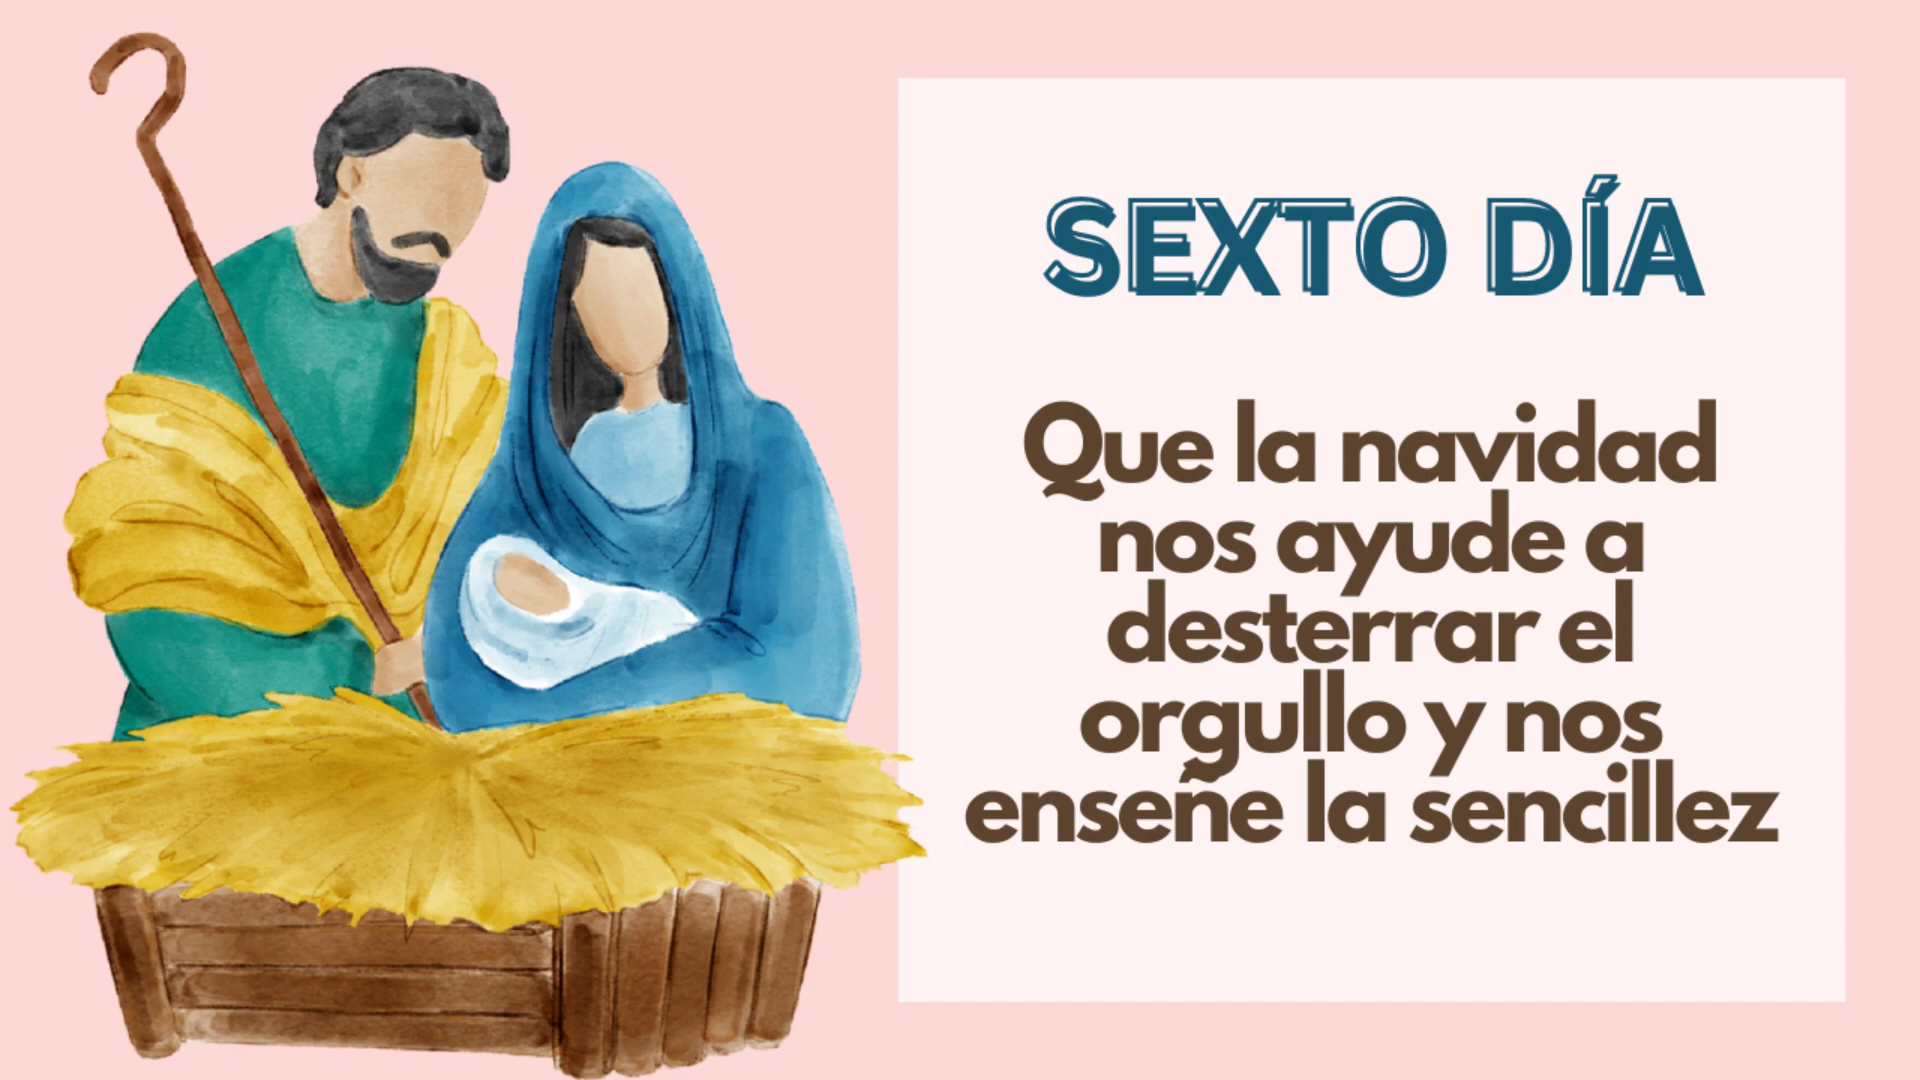 SEXTO DÍA
Que la navidad
nos ayude a
desterrar el
orgullo y nos
enseñe la sencillez